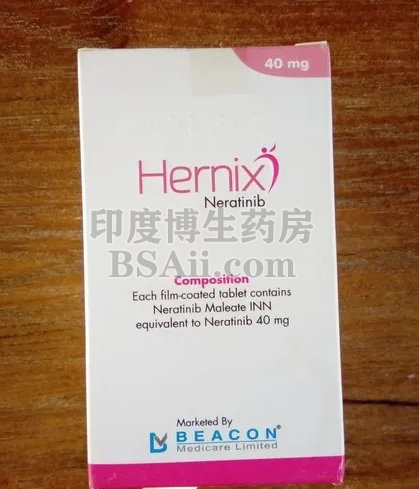 40 mg
Hernix
Neratinib
印度博生药房
BSAii.com
Composition
Each film-coated tablet contains
Neratinib Maleate INN
equivalent to Neratinib 40 mg
Marketed By
BEACON®
Medicare Limited